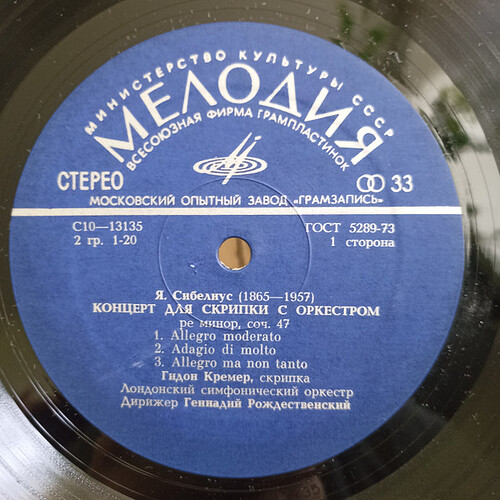 МИНИСТЕРСТВО КУЛЬТУРЫ СССР
МЕЛОДИЯ
ВСЕСОЮЗНАЯ ФИРМА ГРАМПЛАСТИНОК
СТЕРЕО 33
МОСКОВСКИЙ ОПЫТНЫЙ ЗАВОД «ГРАМЗАПИСЬ»
С10—13135 ГОСТ 5289-73
2 гр. 1-20 1 сторона
Я. Сибелиус (1865—1957)
КОНЦЕРТ ДЛЯ СКРИПКИ С ОРКЕСТРОМ
ре минор, соч. 47
1. Allegro moderato
2. Adagio di molto
3. Allegro ma non tanto
Гидон Кремер, скрипка
Лондонский симфонический оркестр
Дирижер Геннадий Рождественский